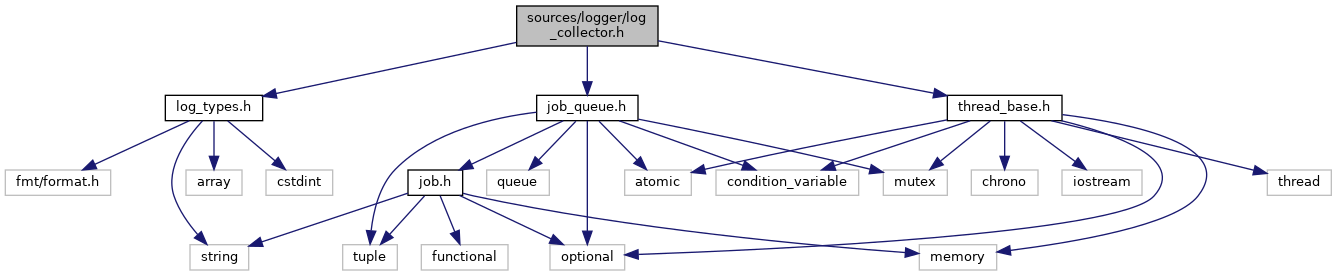 sources/logger/log
_collector.h
log_types.h
job_queue.h
thread_base.h
fmt/format.h
array
cstdint
job.h
queue
atomic
condition_variable
mutex
chrono
iostream
thread
string
tuple
functional
optional
memory